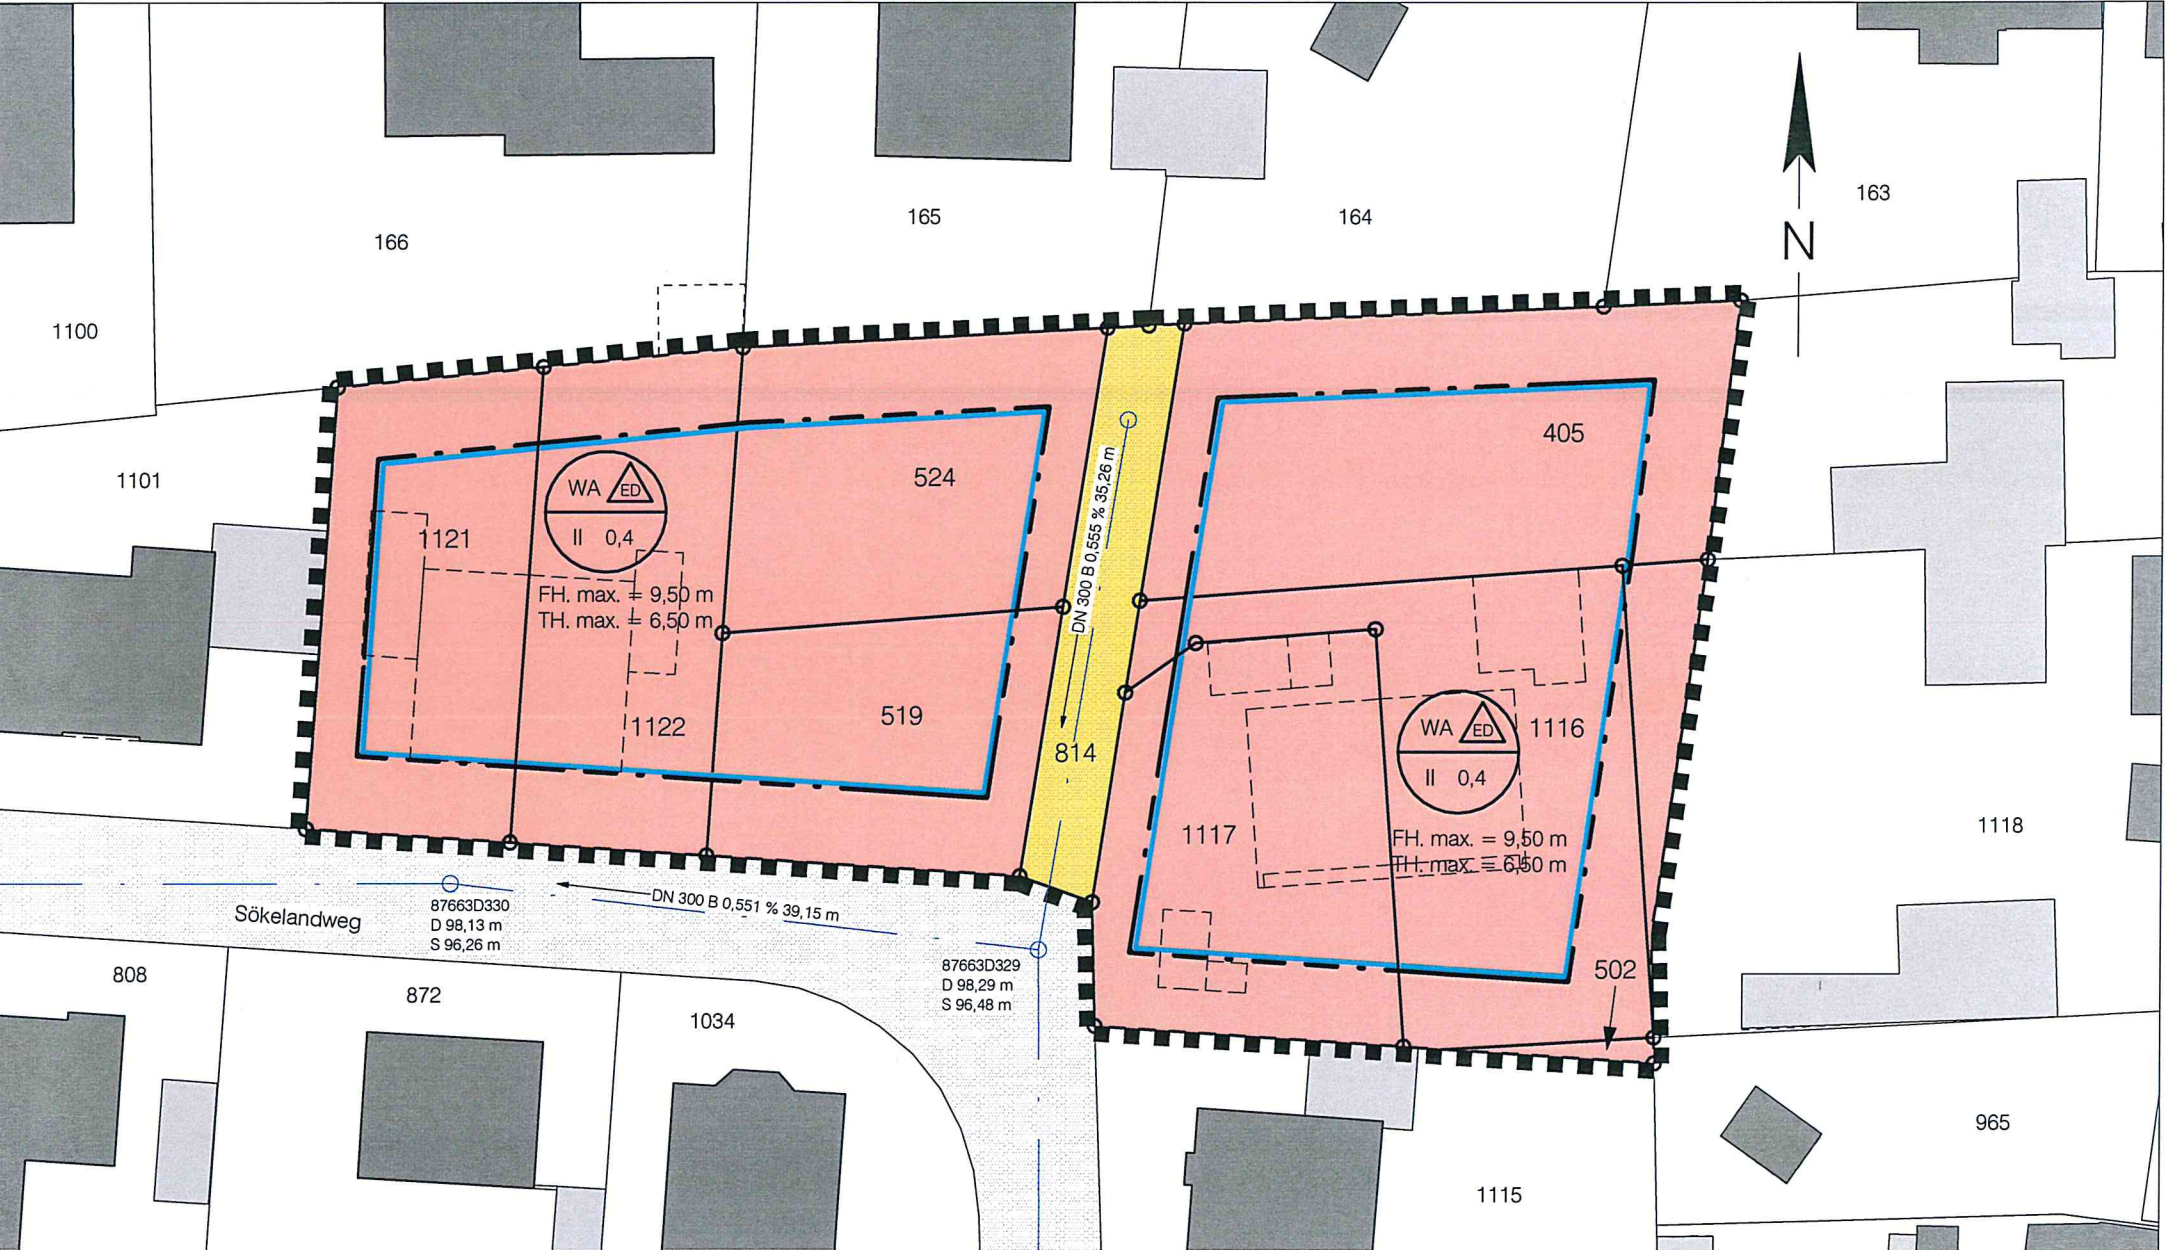 163
165
164
166
N
1100
405
524
1101
WA ED
II 0,4
1121
FH. max. = 9,50 m
TH. max. = 6,50 m
DN 300 B 0,555 % 35,26 m
519
1122
814
WA ED
II 0,4
1116
1117
FH. max. = 9,50 m
TH. max. = 6,50 m
1118
DN 300 B 0,551 % 39,15 m
Sökelandweg
87663D330
D 98,13 m
S 96,26 m
87663D329
D 98,29 m
S 96,48 m
502
808
872
1034
965
1115